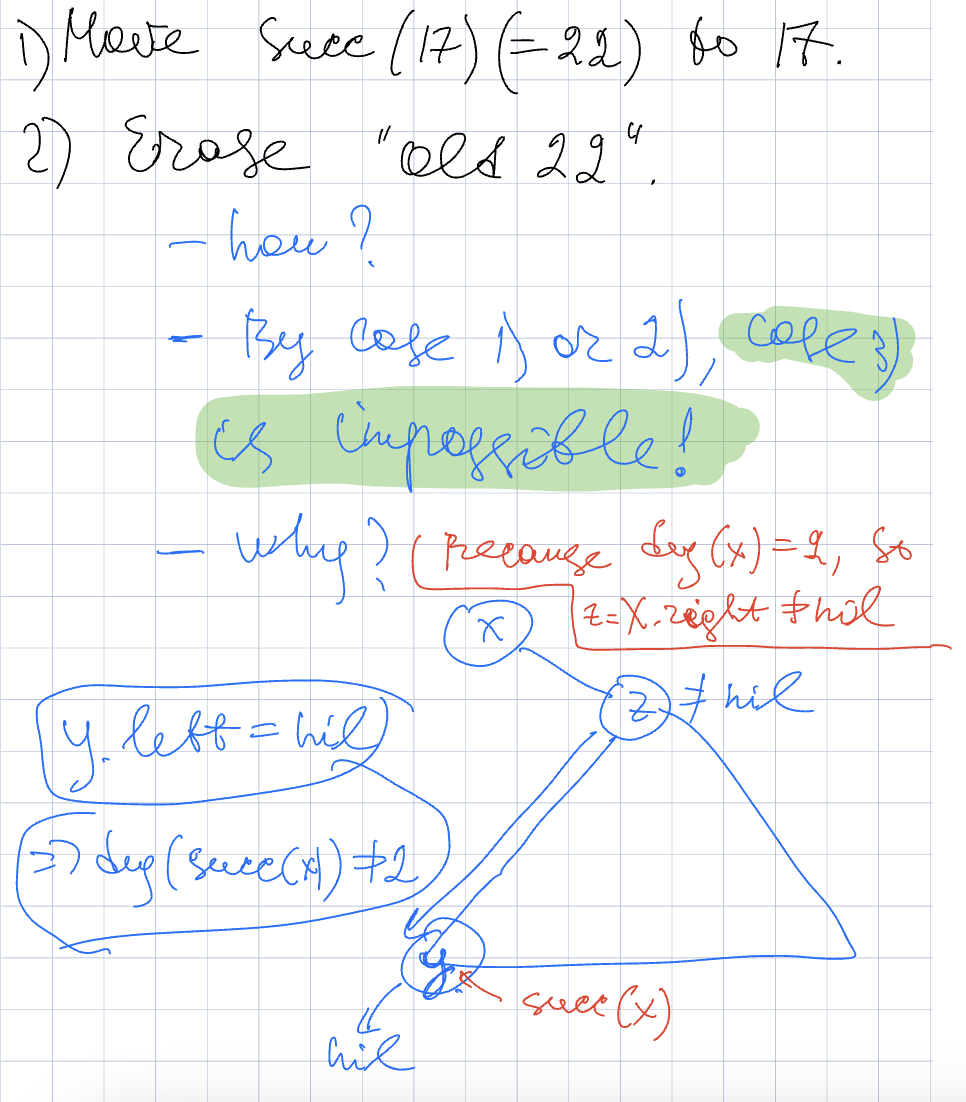 1) Move Succ(17)(=22) to 17.
2) Erase "old 22".
- how?
- By case 1) or 2), case 3)
is impossible!
- why? (Because deg(x)=2, so
z=X.right ≠ nil
x
z ≠ nil
y.left = nil
=> deg(succ(x)) ≠ 2
y
succ(x)
nil